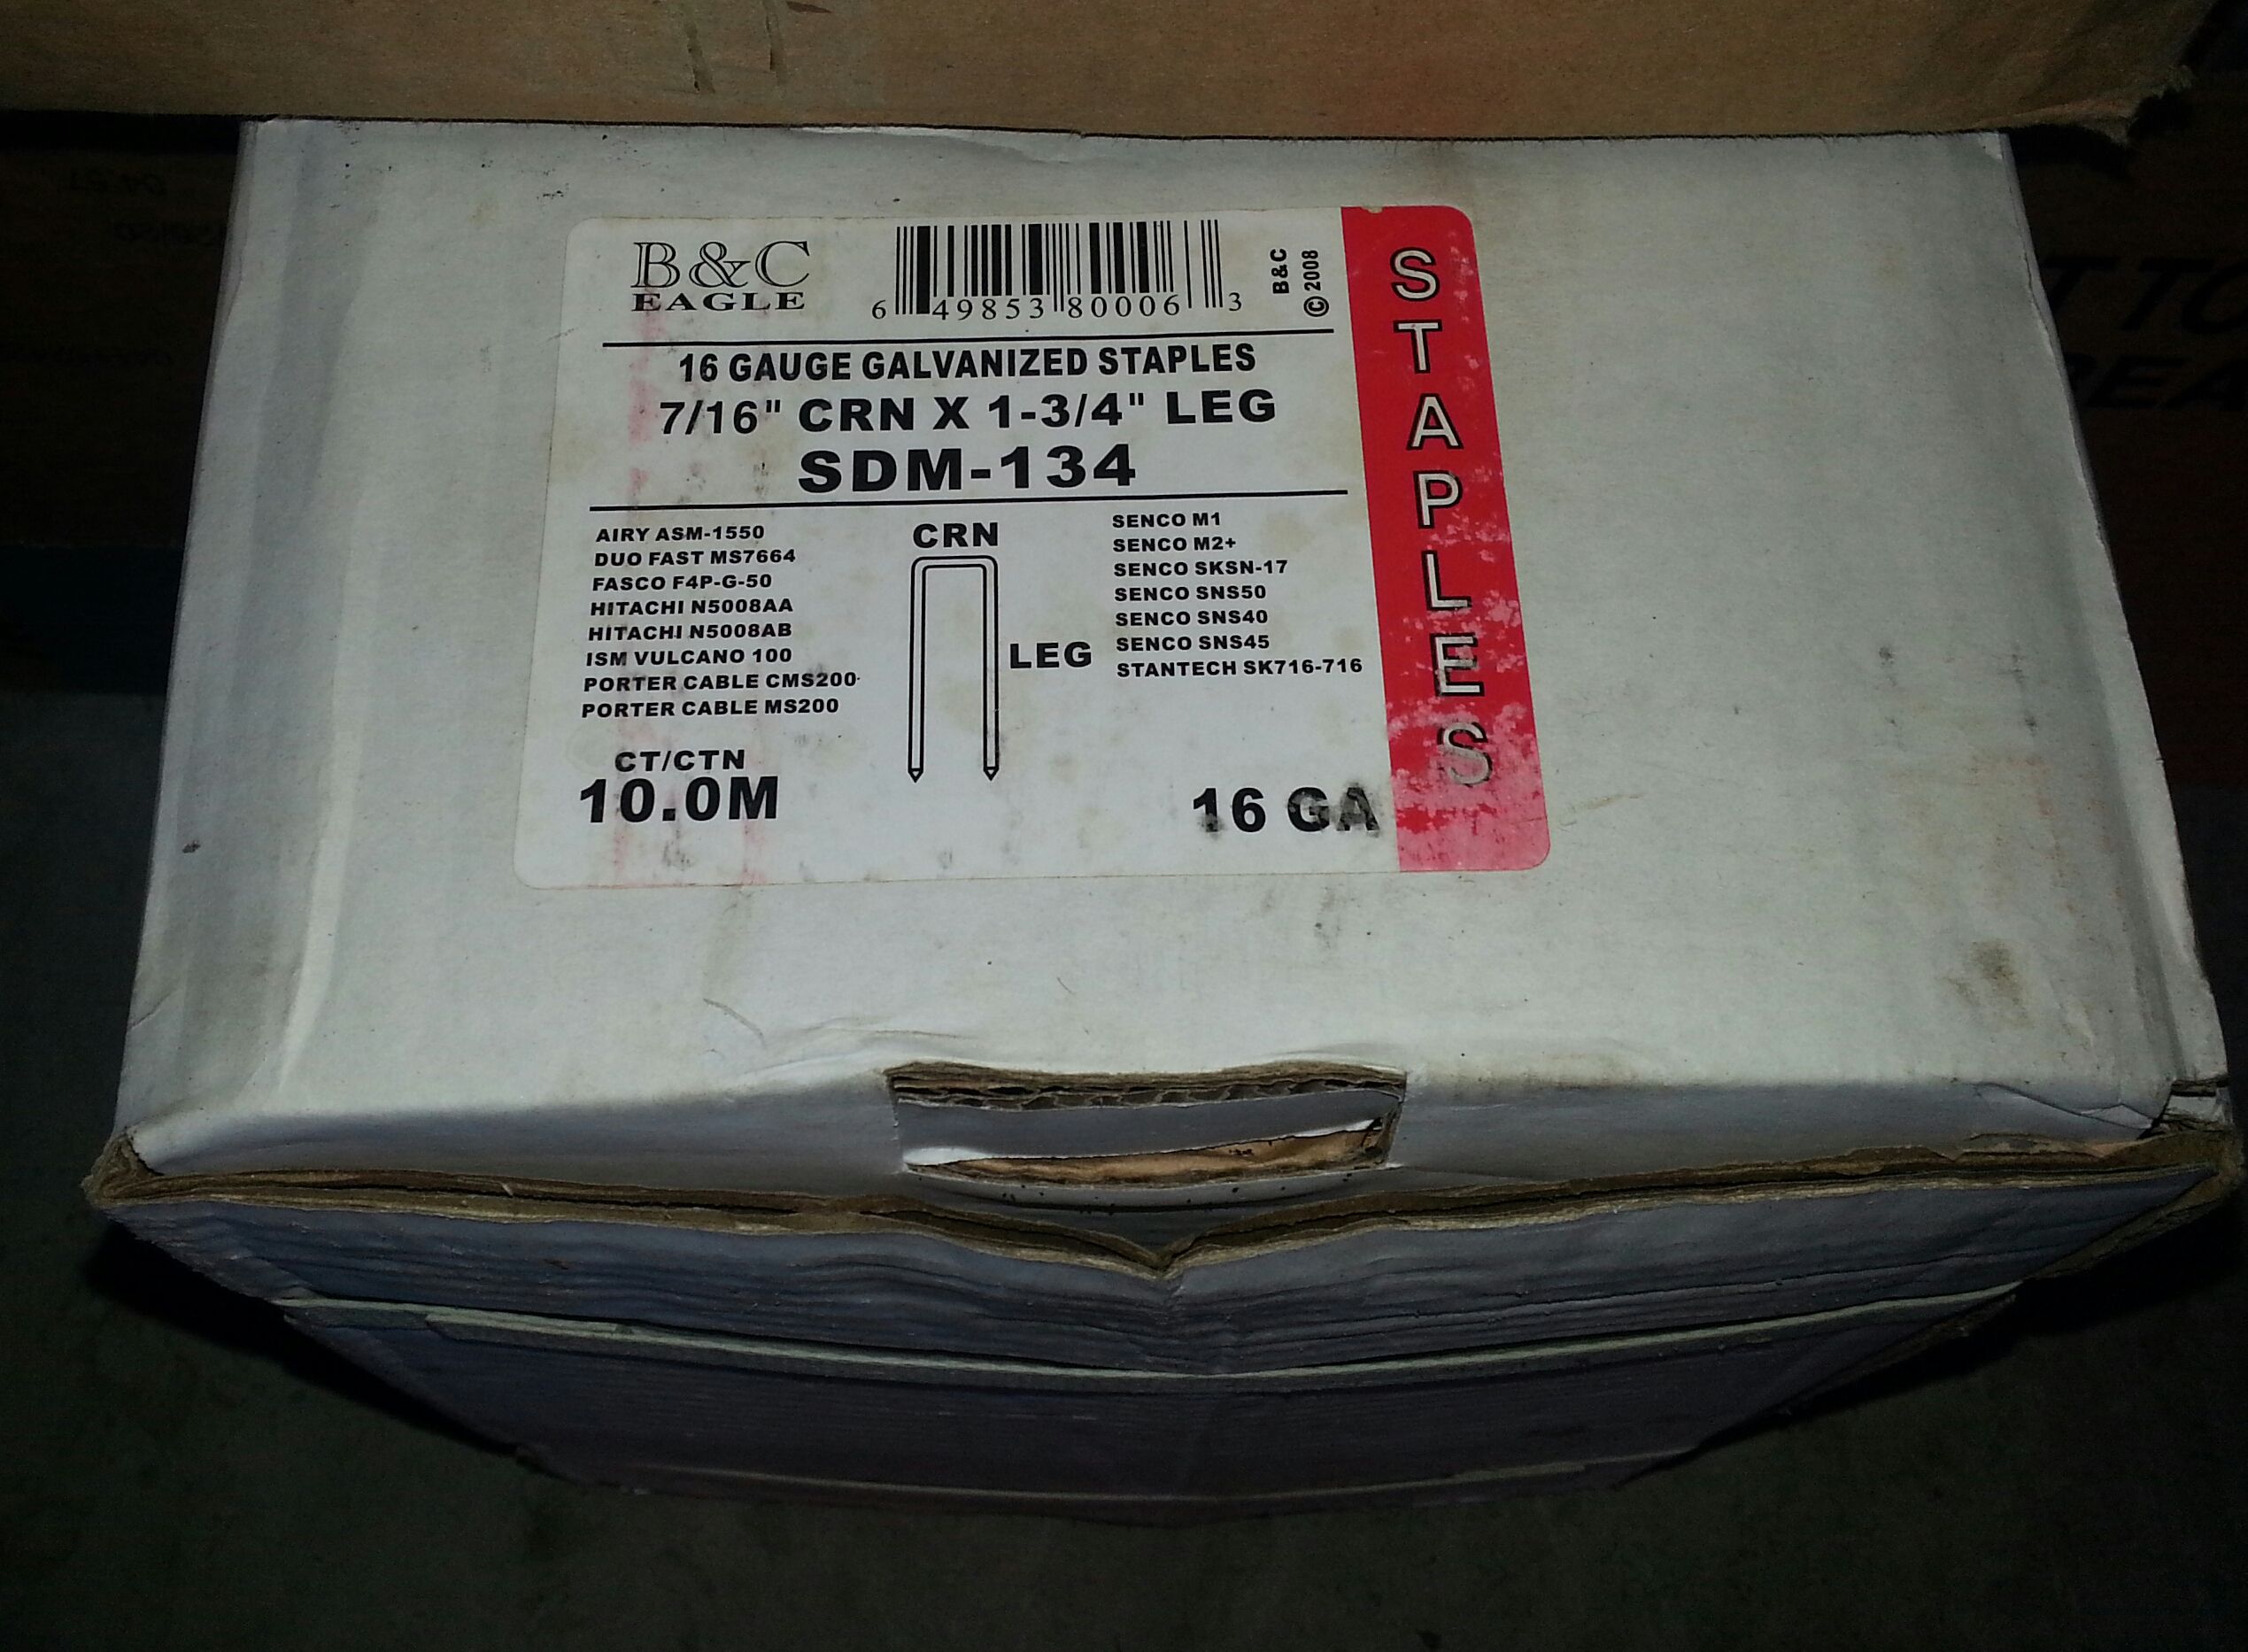 B&C
EAGLE
6 49853 80006 3
B&C
© 2008
STAPLES
16 GAUGE GALVANIZED STAPLES
7/16" CRN X 1-3/4" LEG
SDM-134
AIRY ASM-1550
DUO FAST MS7664
FASCO F4P-G-50
HITACHI N5008AA
HITACHI N5008AB
ISM VULCANO 100
PORTER CABLE CMS200
PORTER CABLE MS200
CRN
LEG
SENCO M1
SENCO M2+
SENCO SKSN-17
SENCO SNS50
SENCO SNS40
SENCO SNS45
STANTECH SK716-716
CT/CTN
10.0M
16 GA